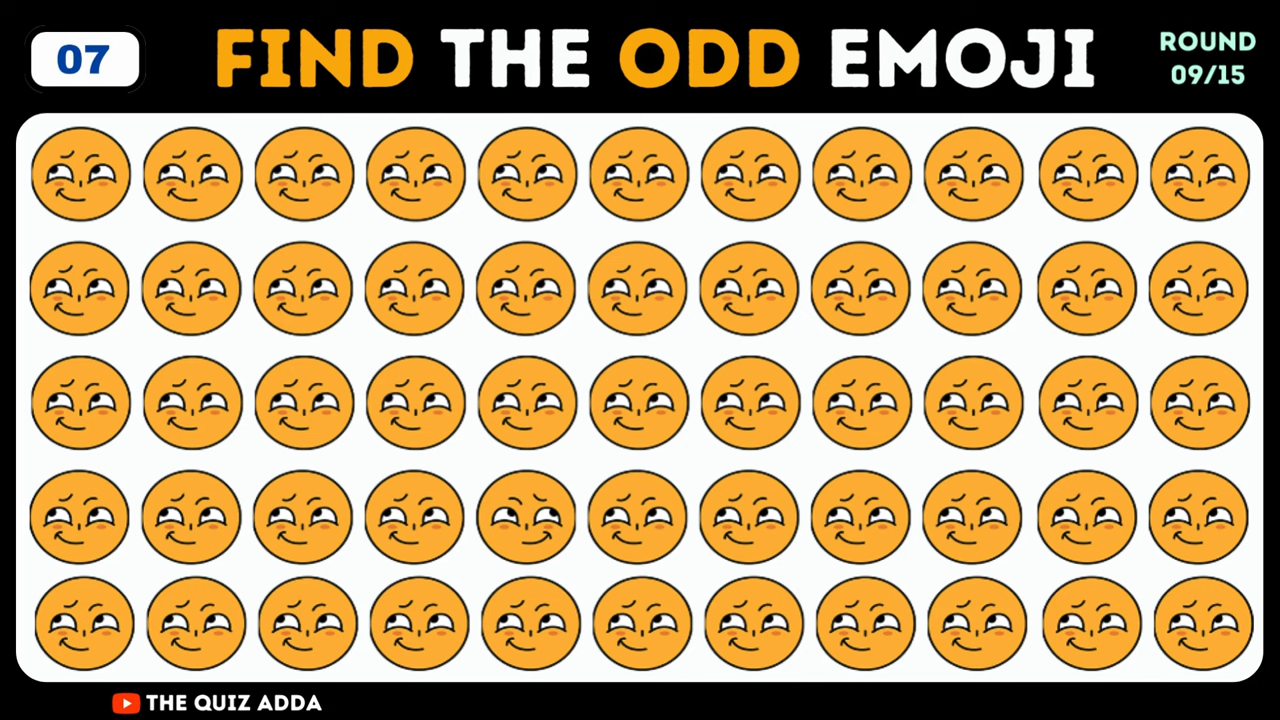 07
FIND THE ODD EMOJI
ROUND
09/15
THE QUIZ ADDA